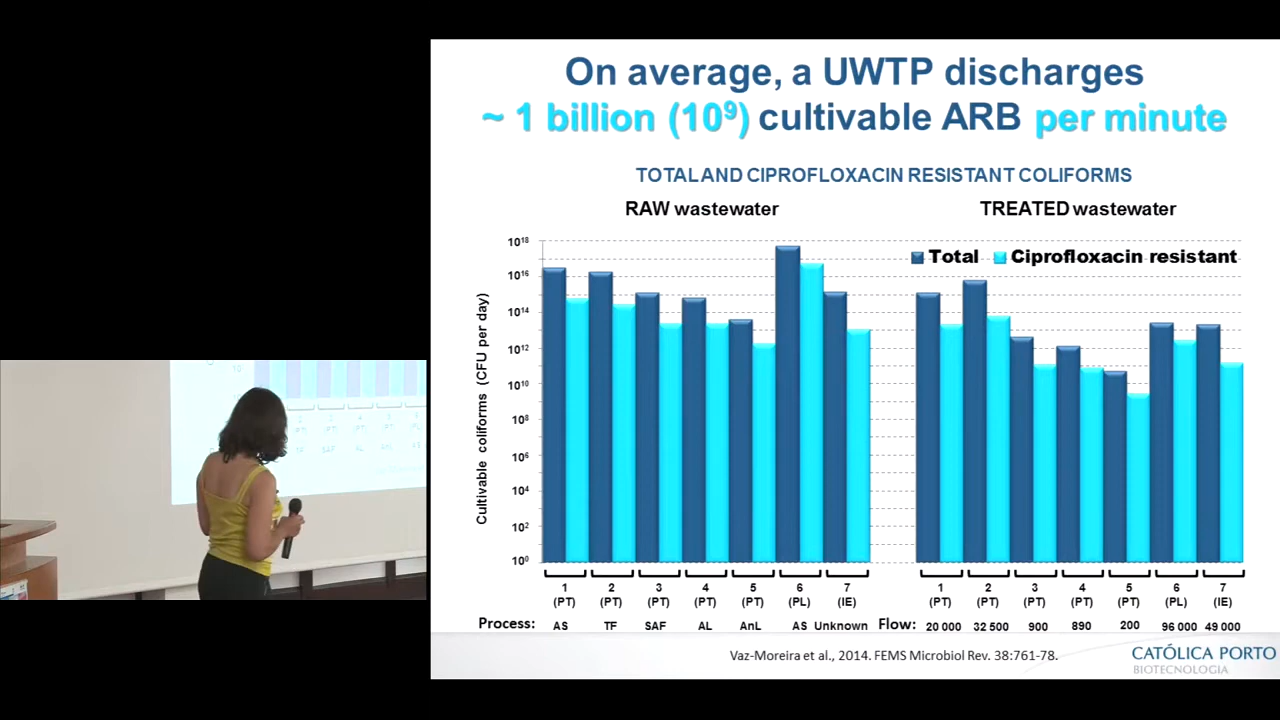 On average, a UWTP discharges
~ 1 billion (10⁹) cultivable ARB per minute
TOTAL AND CIPROFLOXACIN RESISTANT COLIFORMS
RAW wastewater
TREATED wastewater
Total Ciprofloxacin resistant
Cultivable coliforms (CFU per day)
10¹⁸
10¹⁶
10¹⁴
10¹²
10¹⁰
10⁸
10⁶
10⁴
10²
10⁰
1 2 3 4 5 6 7
(PT) (PT) (PT) (PT) (PT) (PL) (IE)
Process: AS TF SAF AL AnL AS Unknown
1 2 3 4 5 6 7
(PT) (PT) (PT) (PT) (PT) (PL) (IE)
Flow: 20 000 32 500 900 890 200 96 000 49 000
Vaz-Moreira et al., 2014. FEMS Microbiol Rev. 38:761-78.
CATÓLICA PORTO
BIOTECNOLOGIA